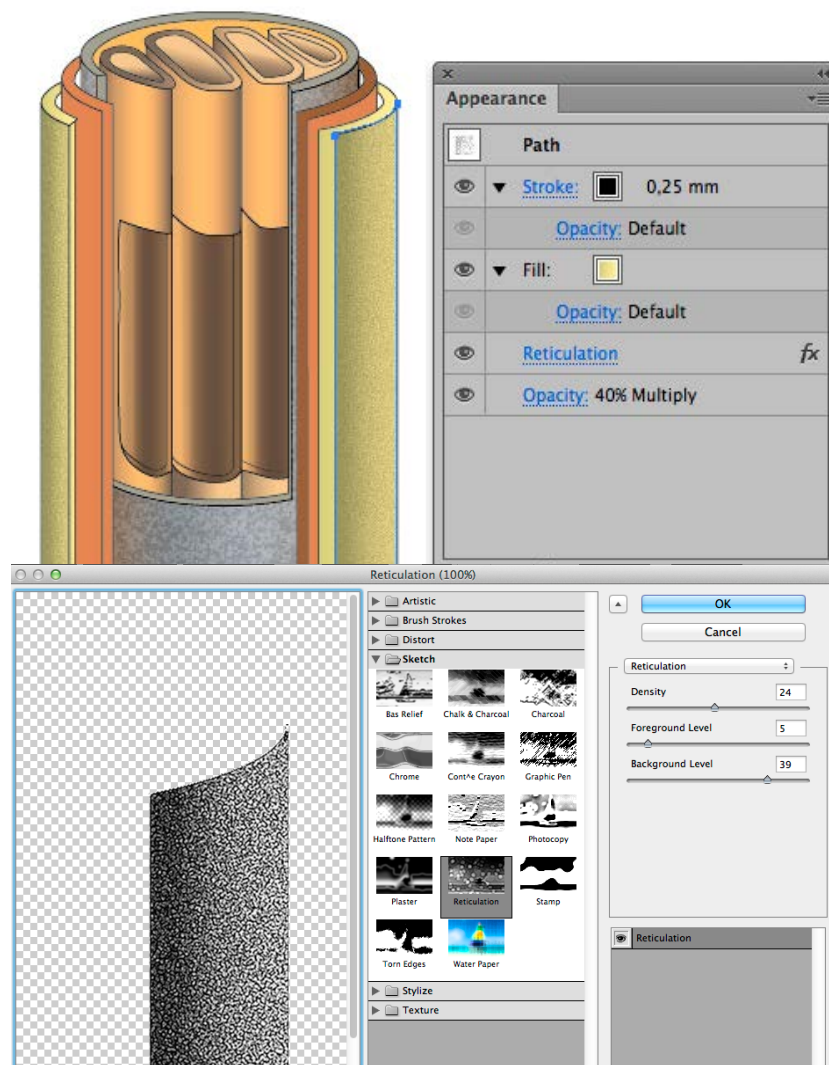 Appearance
Path
Stroke: 0,25 mm
Opacity: Default
Fill:
Opacity: Default
Reticulation fx
Opacity: 40% Multiply
Reticulation (100%)
Artistic
Brush Strokes
Distort
Sketch
Bas Relief Chalk & Charcoal Charcoal
Chrome Cont^e Crayon Graphic Pen
Halftone Pattern Note Paper Photocopy
Plaster Reticulation Stamp
Torn Edges Water Paper
Stylize
Texture
OK
Cancel
Reticulation
Density 24
Foreground Level 5
Background Level 39
Reticulation